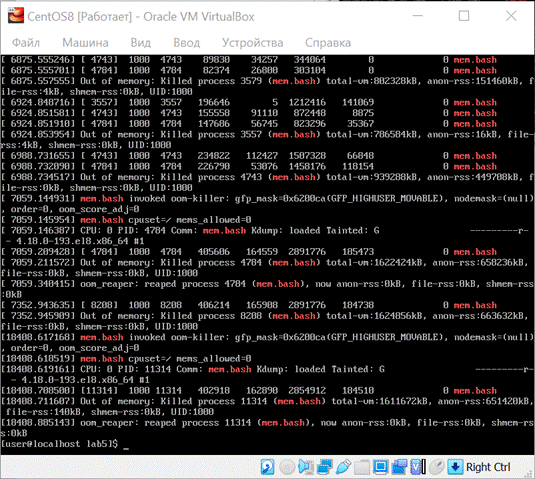 CentOS8 [Работает] - Oracle VM VirtualBox
Файл Машина Вид Ввод Устройства Справка
[ 6875.555246] [ 4743] 1000 4743 89830 34257 344064 0 0 mem.bash
[ 6875.555701] [ 4784] 1000 4784 82374 26800 303104 0 0 mem.bash
[ 6875.557555] Out of memory: Killed process 3579 (mem.bash) total-vm:802328kB, anon-rss:151460kB, f
ile-rss:4kB, shmem-rss:0kB, UID:1000
[ 6924.848716] [ 3557] 1000 3557 196646 5 1212416 141069 0 mem.bash
[ 6924.851581] [ 4743] 1000 4743 155558 91110 872448 8875 0 mem.bash
[ 6924.851910] [ 4784] 1000 4784 147686 56745 823296 35367 0 mem.bash
[ 6924.853954] Out of memory: Killed process 3557 (mem.bash) total-vm:786584kB, anon-rss:16kB, file-
rss:4kB, shmem-rss:0kB, UID:1000
[ 6988.731655] [ 4743] 1000 4743 234822 112427 1507328 66848 0 mem.bash
[ 6988.732098] [ 4784] 1000 4784 226790 53076 1458176 118154 0 mem.bash
[ 6988.734517] Out of memory: Killed process 4743 (mem.bash) total-vm:939288kB, anon-rss:449708kB, f
ile-rss:0kB, shmem-rss:0kB, UID:1000
[ 7059.144931] mem.bash invoked oom-killer: gfp_mask=0x6200ca(GFP_HIGHUSER_MOVABLE), nodemask=(null)
, order=0, oom_score_adj=0
[ 7059.145954] mem.bash cpuset=/ mems_allowed=0
[ 7059.146387] CPU: 0 PID: 4784 Comm: mem.bash Kdump: loaded Tainted: G ---------r-
- 4.18.0-193.el8.x86_64 #1
[ 7059.209428] [ 4784] 1000 4784 405606 164559 2891776 185473 0 mem.bash
[ 7059.211572] Out of memory: Killed process 4784 (mem.bash) total-vm:1622424kB, anon-rss:658236kB,
file-rss:0kB, shmem-rss:0kB, UID:1000
[ 7059.340415] oom_reaper: reaped process 4784 (mem.bash), now anon-rss:0kB, file-rss:0kB, shmem-rss
:0kB
[ 7352.943635] [ 8208] 1000 8208 406214 165908 2891776 184738 0 mem.bash
[ 7352.945909] Out of memory: Killed process 8208 (mem.bash) total-vm:1624856kB, anon-rss:663632kB,
file-rss:0kB, shmem-rss:0kB, UID:1000
[18408.617168] mem.bash invoked oom-killer: gfp_mask=0x6200ca(GFP_HIGHUSER_MOVABLE), nodemask=(null)
, order=0, oom_score_adj=0
[18408.618519] mem.bash cpuset=/ mems_allowed=0
[18408.619161] CPU: 0 PID: 11314 Comm: mem.bash Kdump: loaded Tainted: G ---------r-
- 4.18.0-193.el8.x86_64 #1
[18408.708500] [11314] 1000 11314 402918 162890 2854912 184510 0 mem.bash
[18408.711607] Out of memory: Killed process 11314 (mem.bash) total-vm:1611672kB, anon-rss:651420kB,
file-rss:140kB, shmem-rss:0kB, UID:1000
[18408.885143] oom_reaper: reaped process 11314 (mem.bash), now anon-rss:0kB, file-rss:0kB, shmem-rs
s:0kB
[user@localhost lab5]$ _
Right Ctrl